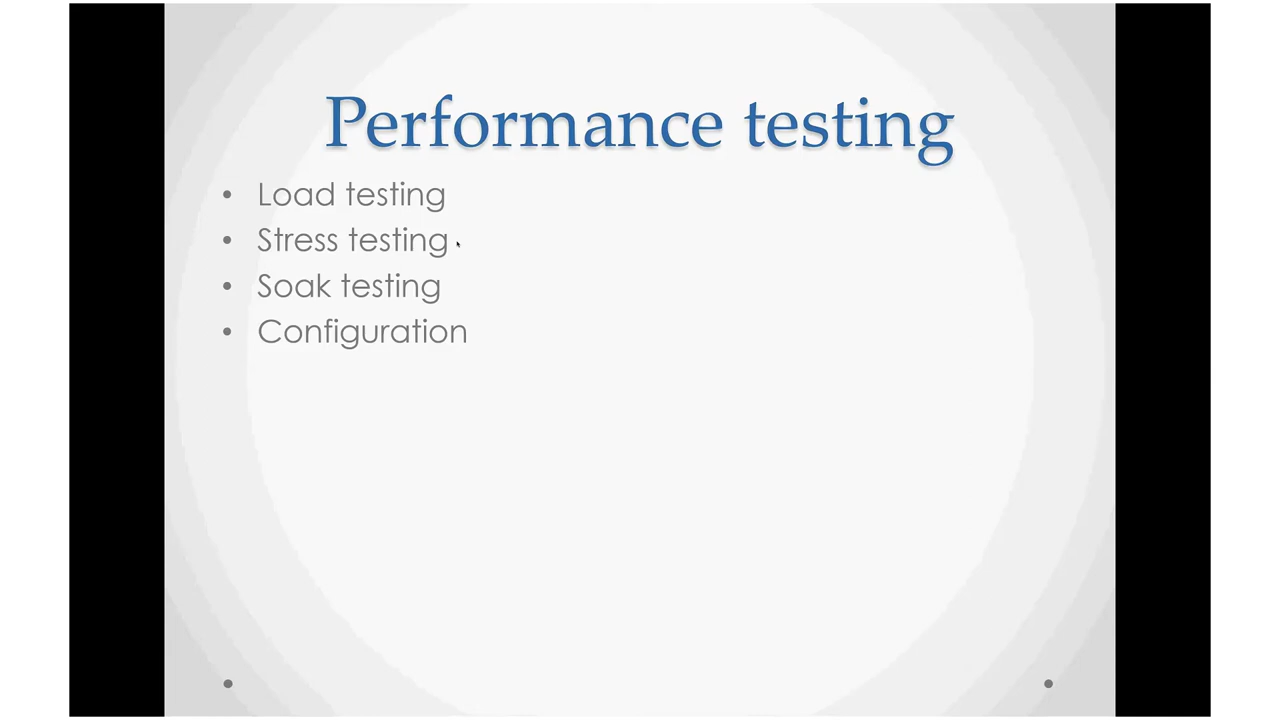 Performance testing
• Load testing
• Stress testing
• Soak testing
• Configuration